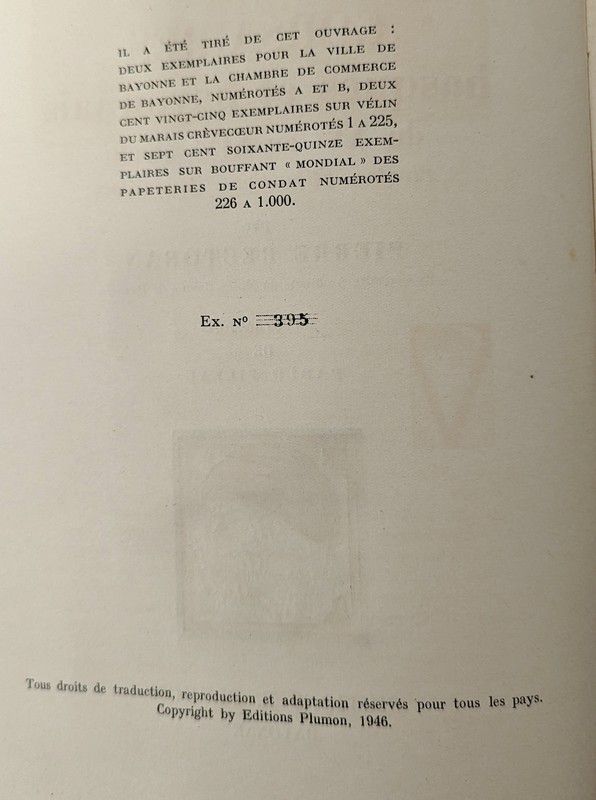 IL A ÉTÉ TIRÉ DE CET OUVRAGE :
DEUX EXEMPLAIRES POUR LA VILLE DE
BAYONNE ET LA CHAMBRE DE COMMERCE
DE BAYONNE, NUMÉROTÉS A ET B, DEUX
CENT VINGT-CINQ EXEMPLAIRES SUR VÉLIN
DU MARAIS CRÈVECŒUR NUMÉROTÉS 1 A 225,
ET SEPT CENT SOIXANTE-QUINZE EXEM-
PLAIRES SUR BOUFFANT « MONDIAL » DES
PAPETERIES DE CONDAT NUMÉROTÉS
226 A 1.000.
Ex. N° 395
Tous droits de traduction, reproduction et adaptation réservés pour tous les pays.
Copyright by Editions Plumon, 1946.